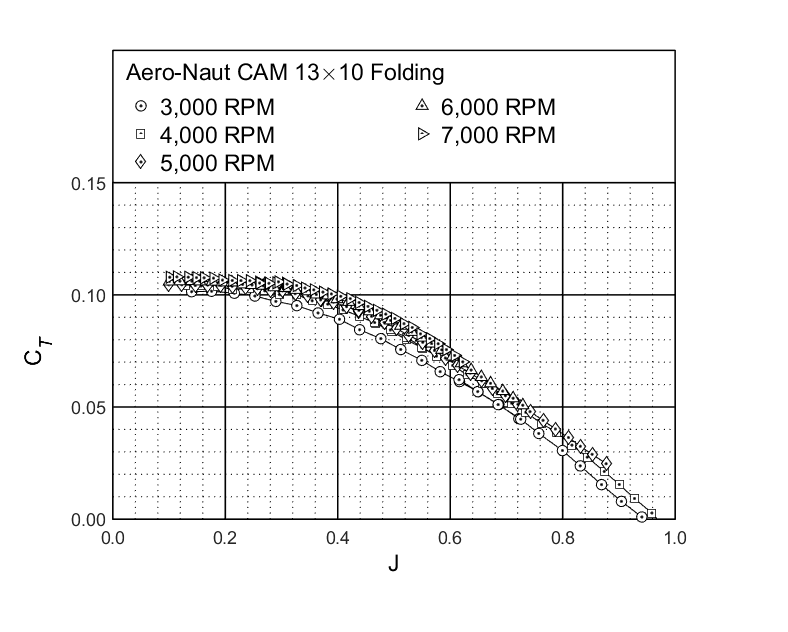 Aero-Naut CAM 13×10 Folding
3,000 RPM
4,000 RPM
5,000 RPM
6,000 RPM
7,000 RPM
0.15
0.10
0.05
0.00
C_T
0.0 0.2 0.4 0.6 0.8 1.0
J